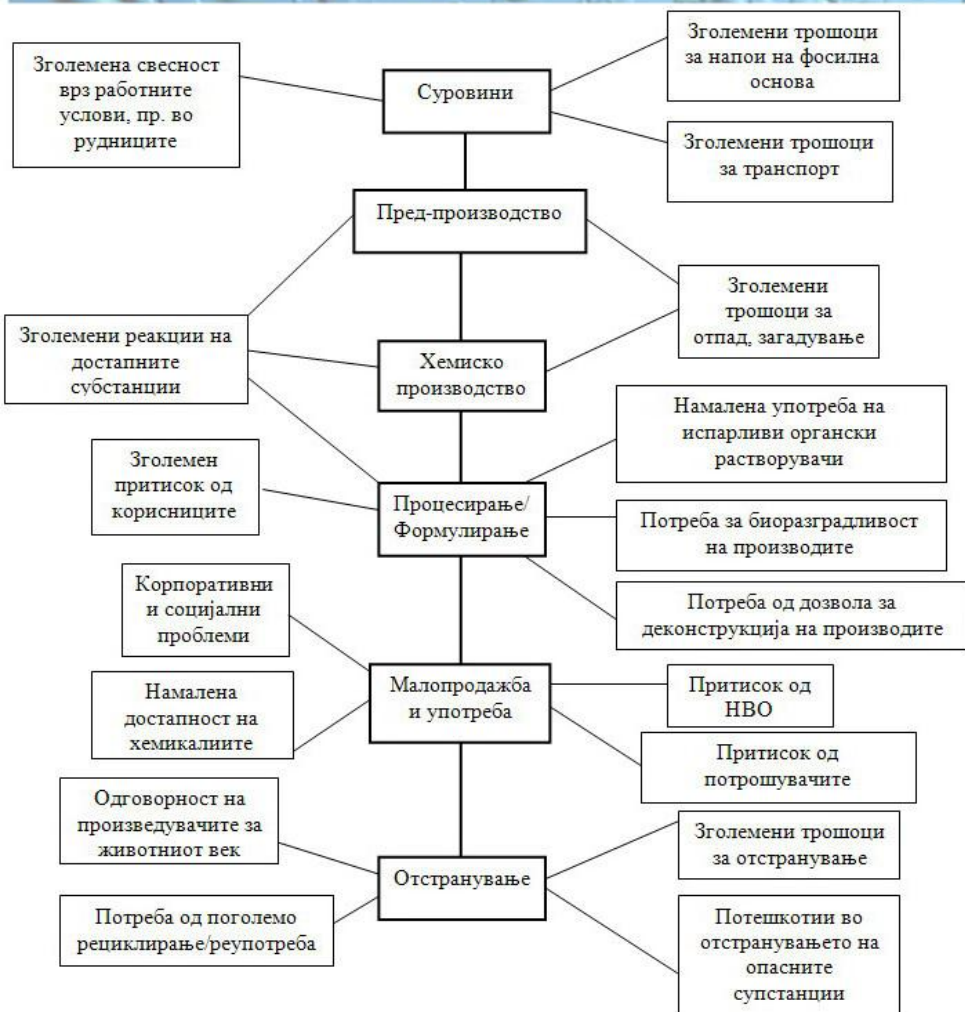 Зголемени трошоци
за напои на фосилна
основа
Зголемена свесност
врз работните
услови, пр. во
рудниците
Суровини
Зголемени трошоци
за транспорт
Пред-производство
Зголемени
трошоци за
отпад, загадување
Зголемени реакции на
достапните
субстанции
Хемиско
производство
Намалена употреба на
испарливи органски
растворувачи
Зголемен
притисок од
корисниците
Процесирање/
Формулирање
Потреба за биоразградливост
на производите
Корпоративни
и социјални
проблеми
Потреба од дозвола за
деконструкција на производите
Малопродажба
и употреба
Притисок од
НВО
Намалена
достапност на
хемикалиите
Притисок од
потрошувачите
Одговорност на
произведувачите за
животниот век
Зголемени трошоци
за отстранување
Отстранување
Потреба од поголемо
рециклирање/реупотреба
Потешкотии во
отстранувањето на
опасните
супстанции